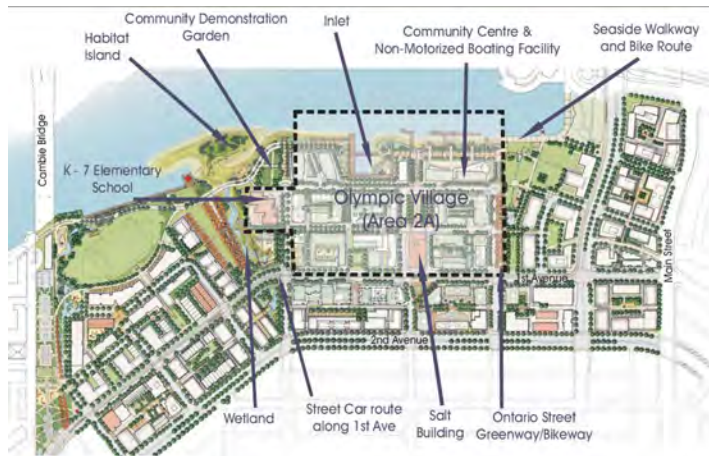 Community Demonstration
Garden
Inlet
Community Centre &
Non-Motorized Boating Facility
Seaside Walkway
and Bike Route
Habitat
Island
Cambie Bridge
K - 7 Elementary
School
Olympic Village
(Area 2A)
Main Street
1st Avenue
2nd Avenue
Wetland
Street Car route
along 1st Ave
Salt
Building
Ontario Street
Greenway/Bikeway